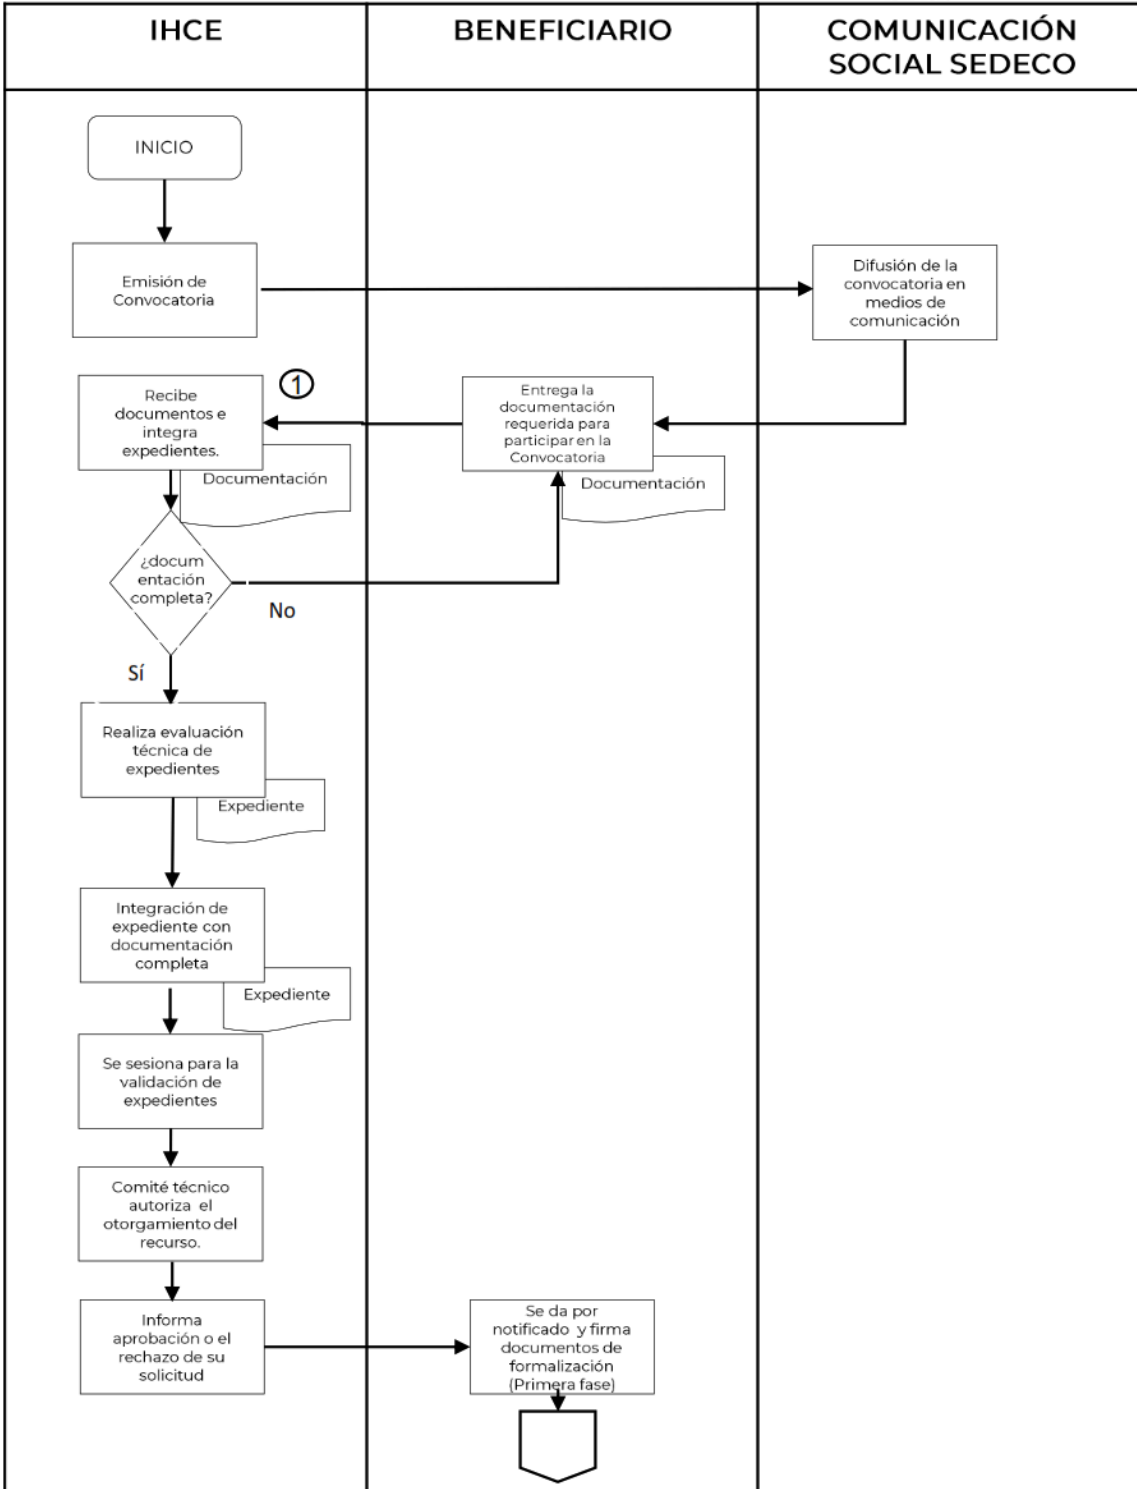 IHCE
BENEFICIARIO
COMUNICACIÓN
SOCIAL SEDECO
INICIO
Emisión de
Convocatoria
Difusión de la
convocatoria en
medios de
comunicación
Recibe
documentos e
integra
expedientes.
1
Entrega la
documentación
requerida para
participar en la
Convocatoria
Documentación
Documentación
¿docum
entación
completa?
No
Sí
Realiza evaluación
técnica de
expedientes
Expediente
Integración de
expediente con
documentación
completa
Expediente
Se sesiona para la
validación de
expedientes
Comité técnico
autoriza el
otorgamiento del
recurso.
Informa
aprobación o el
rechazo de su
solicitud
Se da por
notificado y firma
documentos de
formalización
(Primera fase)